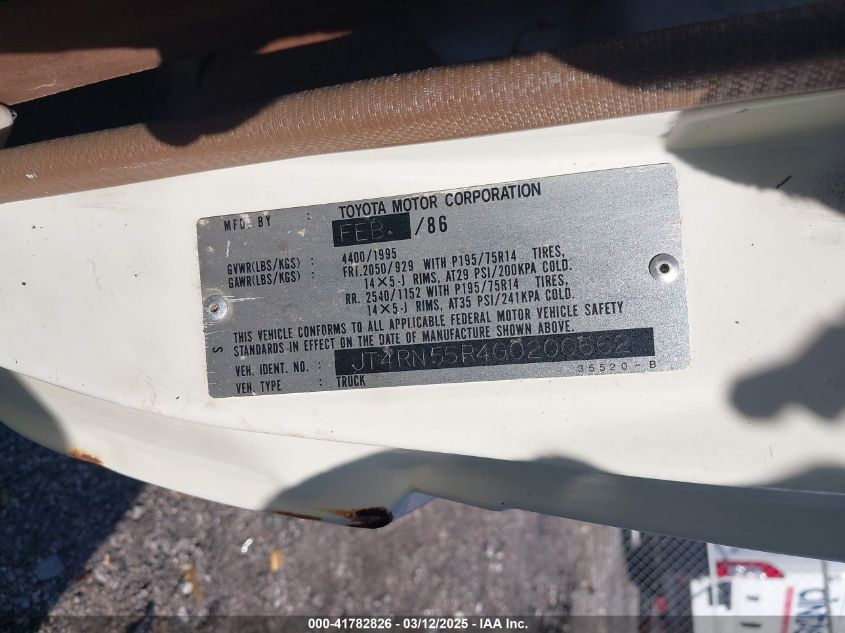 MFD. BY : TOYOTA MOTOR CORPORATION
FEB. /86
GVWR(LBS/KGS) : 4400/1995
GAWR(LBS/KGS) : FRT.2050/929 WITH P195/75R14 TIRES,
14×5-J RIMS, AT29 PSI/200KPA COLD.
RR. 2540/1152 WITH P195/75R14 TIRES,
14×5-J RIMS, AT35 PSI/241KPA COLD.
S THIS VEHICLE CONFORMS TO ALL APPLICABLE FEDERAL MOTOR VEHICLE SAFETY
STANDARDS IN EFFECT ON THE DATE OF MANUFACTURE SHOWN ABOVE.
VEH. IDENT. NO. :
VEH. TYPE : TRUCK
35520-B
000-41782826 - 03/12/2025 - IAA Inc.